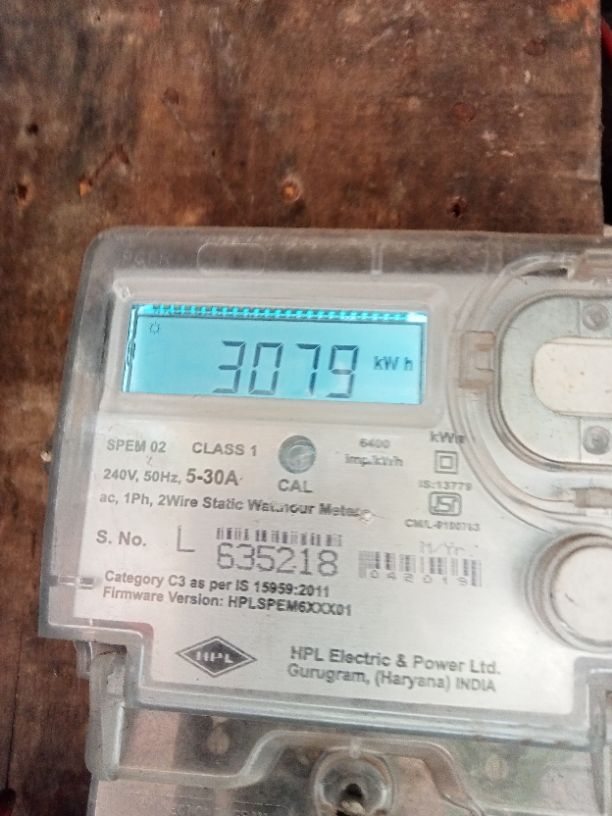 3079 kWh
SPEM 02 CLASS 1 6400 imp/kWh
240V, 50Hz, 5-30A CAL
ac, 1Ph, 2Wire Static Watthour Meter
IS:13779
S. No. L 635218
M/Yr
042019
Category C3 as per IS 15959:2011
Firmware Version: HPLSPEM6XXX01
HPL
HPL Electric & Power Ltd.
Gurugram, (Haryana) INDIA